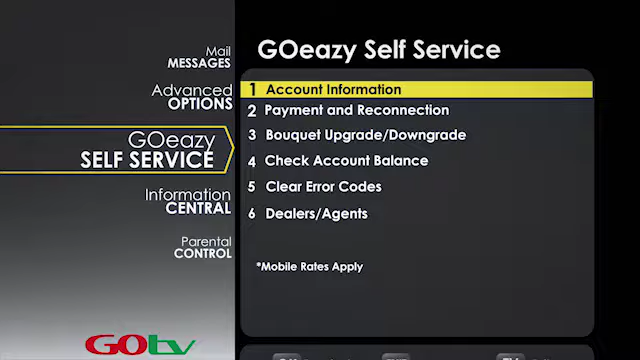 Mail
MESSAGES
Advanced
OPTIONS
GOeazy
SELF SERVICE
Information
CENTRAL
Parental
CONTROL
GOtv
GOeazy Self Service
1 Account Information
2 Payment and Reconnection
3 Bouquet Upgrade/Downgrade
4 Check Account Balance
5 Clear Error Codes
6 Dealers/Agents
*Mobile Rates Apply